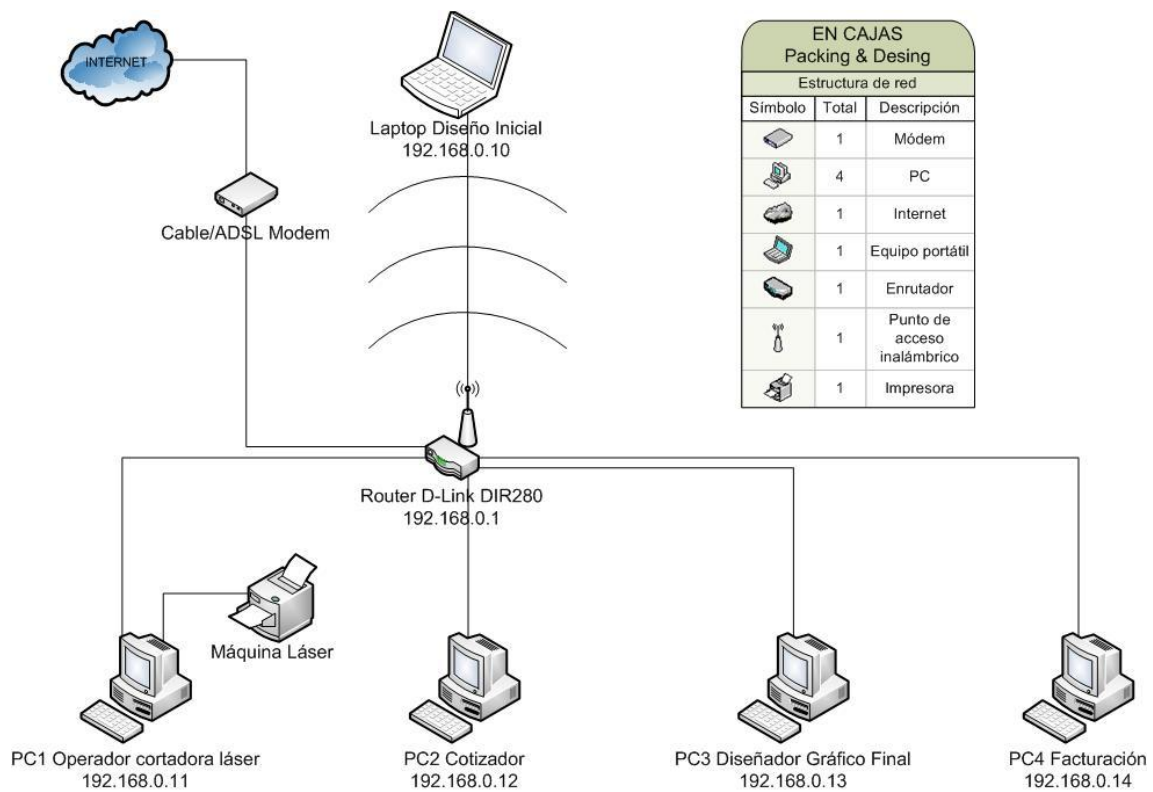 INTERNET
Laptop Diseño Inicial
192.168.0.10
Cable/ADSL Modem
EN CAJAS
Packing & Desing
Estructura de red
Símbolo Total Descripción
1 Módem
4 PC
1 Internet
1 Equipo portátil
1 Enrutador
1 Punto de
acceso
inalámbrico
1 Impresora
Router D-Link DIR280
192.168.0.1
Máquina Láser
PC1 Operador cortadora láser
192.168.0.11
PC2 Cotizador
192.168.0.12
PC3 Diseñador Gráfico Final
192.168.0.13
PC4 Facturación
192.168.0.14